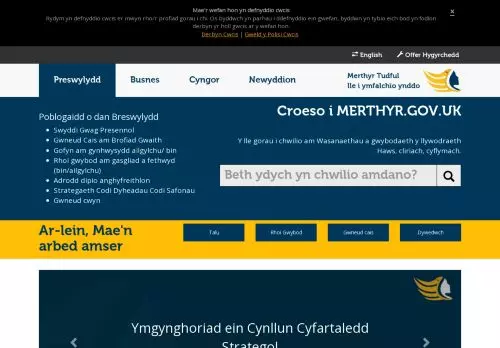 Mae'r wefan hon yn defnyddio cwcis
Rydym yn defnyddio cwcis er mwyn rhoi'r profiad gorau i chi. Os byddwch yn parhau i ddefnyddio ein gwefan, byddwn yn tybio eich bod yn fodlon
derbyn yr holl gwcis ar y wefan hon.
Derbyn Cwcis | Gweld y Polisi Cwcis
x
English
Offer Hygyrchedd
Preswylydd
Busnes
Cyngor
Newyddion
Merthyr Tudful
lle i ymfalchïo ynddo
Poblogaidd o dan Breswylydd
Swyddi Gwag Presennol
Gwneud Cais am Brofiad Gwaith
Gofyn am gynhwysydd ailgylchu/ bin
Rhoi gwybod am gasgliad a fethwyd
(bin/ailgylchu)
Adrodd dipio anghyfreithlon
Strategaeth Codi Dyheadau Codi Safonau
Gwneud cwyn
Croeso i MERTHYR.GOV.UK
Y lle gorau i chwilio am Wasanaethau a gwybodaeth y llywodraeth
Haws, cliriach, cyflymach.
Beth ydych yn chwilio amdano?
Ar-lein, Mae'n
arbed amser
Talu
Rhoi Gwybod
Gwneud cais
Dywedwch
Ymgynghoriad ein Cynllun Cyfartaledd
Strategol